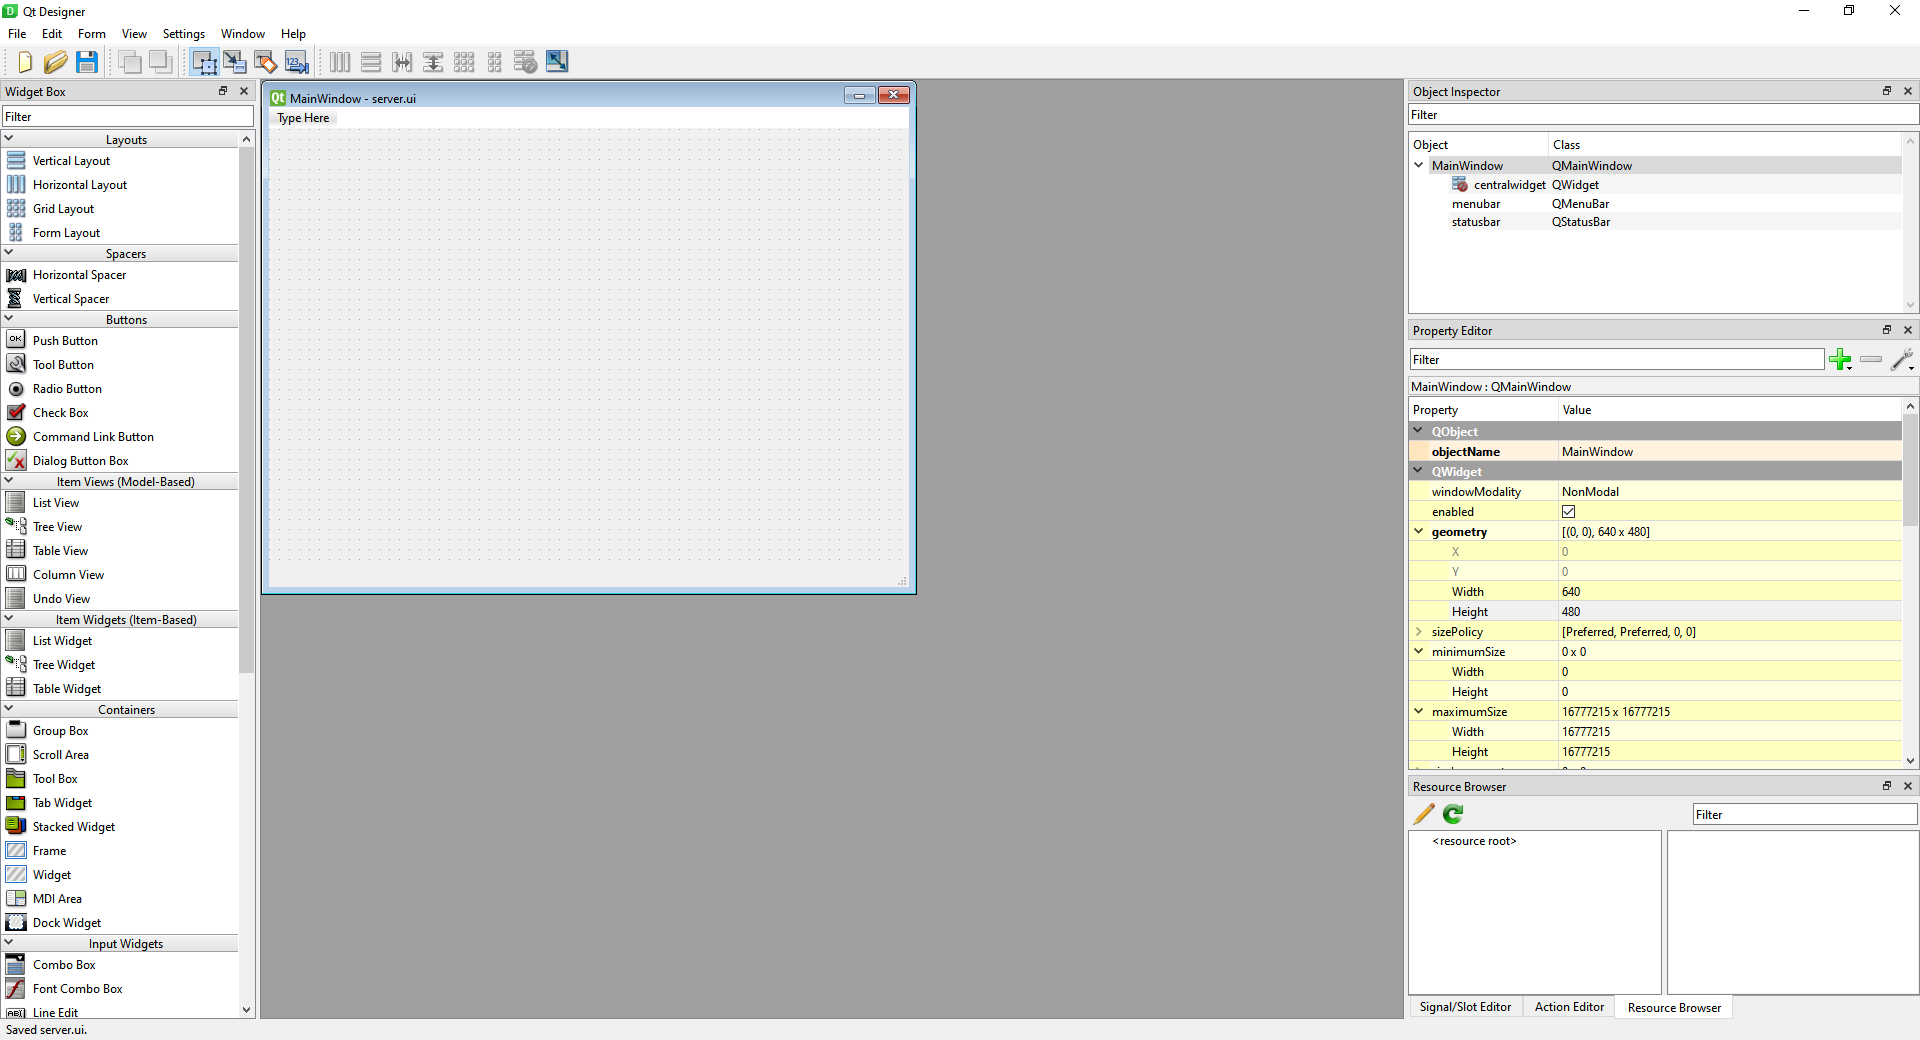 Qt Designer
File Edit Form View Settings Window Help
123
Widget Box
Filter
Layouts
Vertical Layout
Horizontal Layout
Grid Layout
Form Layout
Spacers
Horizontal Spacer
Vertical Spacer
Buttons
OK Push Button
Tool Button
Radio Button
Check Box
Command Link Button
Dialog Button Box
Item Views (Model-Based)
List View
Tree View
Table View
Column View
Undo View
Item Widgets (Item-Based)
List Widget
Tree Widget
Table Widget
Containers
Group Box
Scroll Area
Tool Box
Tab Widget
Stacked Widget
Frame
Widget
MDI Area
Dock Widget
Input Widgets
Combo Box
Font Combo Box
Line Edit
Saved server.ui.
Qt MainWindow - server.ui
Type Here
Object Inspector
Filter
Object Class
MainWindow QMainWindow
centralwidget QWidget
menubar QMenuBar
statusbar QStatusBar
Property Editor
Filter
MainWindow : QMainWindow
Property Value
QObject
objectName MainWindow
QWidget
windowModality NonModal
enabled
geometry [(0, 0), 640 x 480]
X 0
Y 0
Width 640
Height 480
sizePolicy [Preferred, Preferred, 0, 0]
minimumSize 0 x 0
Width 0
Height 0
maximumSize 16777215 x 16777215
Width 16777215
Height 16777215
Resource Browser
Filter
<resource root>
Signal/Slot Editor Action Editor Resource Browser